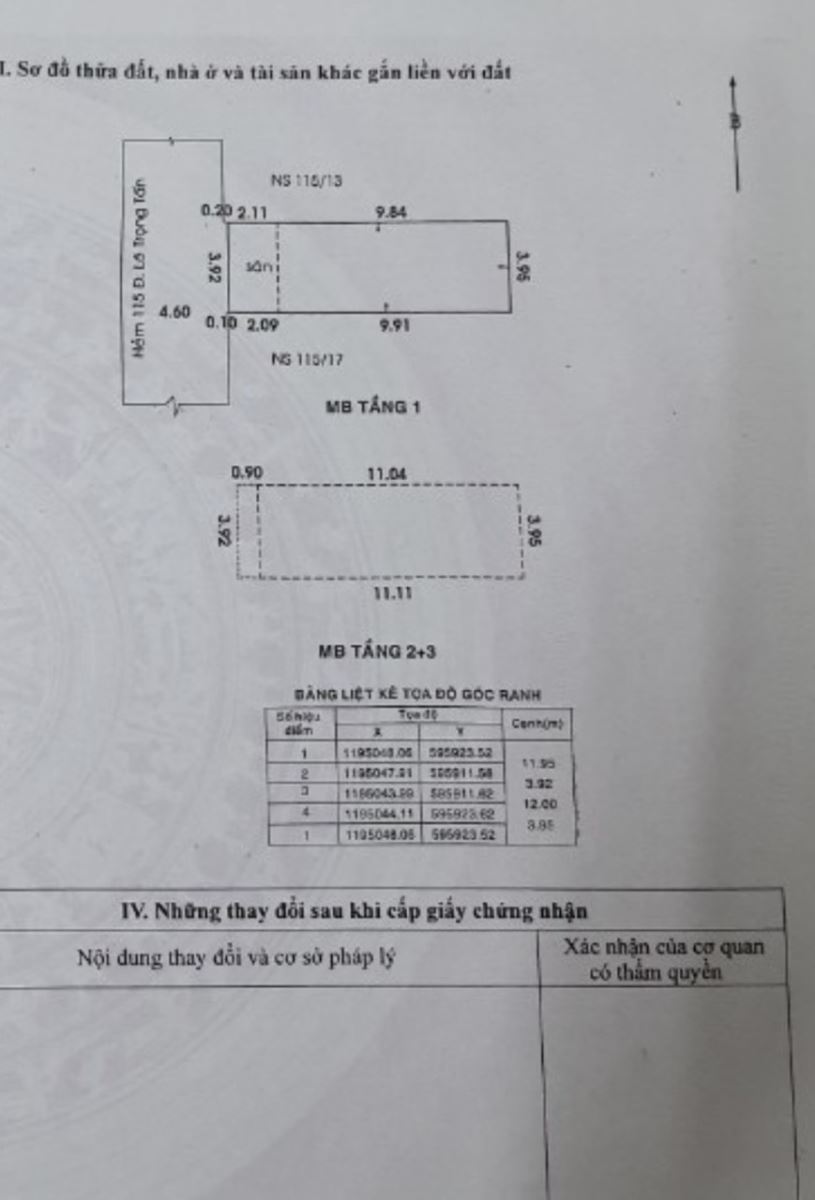 I. Sơ đồ thửa đất, nhà ở và tài sản khác gắn liền với đất
NS 115/13
0.20 2.11 9.84
Hẻm 115 Đ. Lê Trọng Tấn
3.92
sân
3.95
4.60
0.10 2.09 9.91
NS 115/17
MB TẦNG 1
0.90 11.04
3.92
3.95
11.11
MB TẦNG 2+3
BẢNG LIỆT KÊ TỌA ĐỘ GÓC RANH
Số hiệu điểm Tọa độ Cạnh(m)
X Y
1 1195048.06 595923.52
11.95
2 1195047.91 595911.58
3.92
3 1195043.99 595911.62
12.00
4 1195044.11 595923.62
3.95
1 1195048.06 595923.52
IV. Những thay đổi sau khi cấp giấy chứng nhận
Nội dung thay đổi và cơ sở pháp lý
Xác nhận của cơ quan
có thẩm quyền